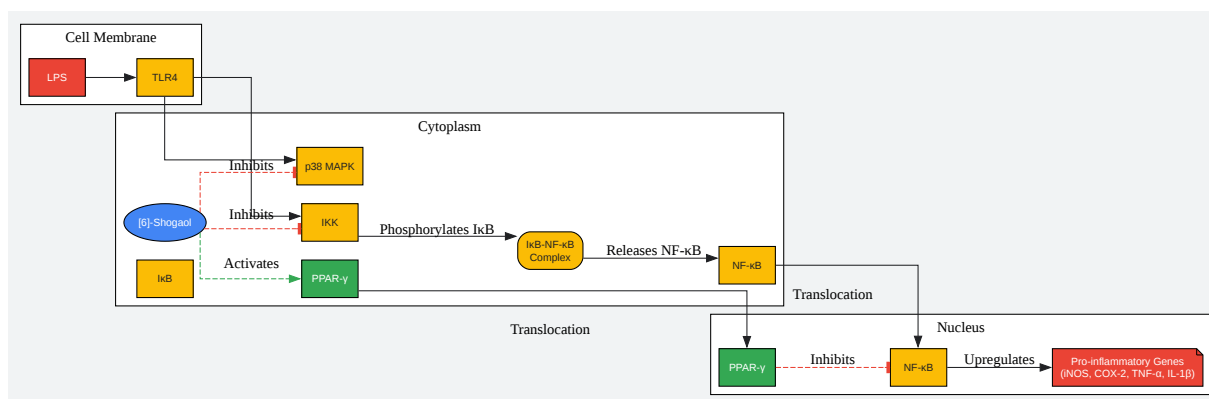 Cell Membrane
LPS
TLR4
Cytoplasm
Inhibits
p38 MAPK
[6]-Shogaol
Inhibits
IKK
Phosphorylates IκB
IκB-NF-κB
Complex
Releases NF-κB
NF-κB
IκB
Activates
PPAR-γ
Translocation
Translocation
Nucleus
PPAR-γ
Inhibits
NF-κB
Upregulates
Pro-inflammatory Genes
(iNOS, COX-2, TNF-α, IL-1β)